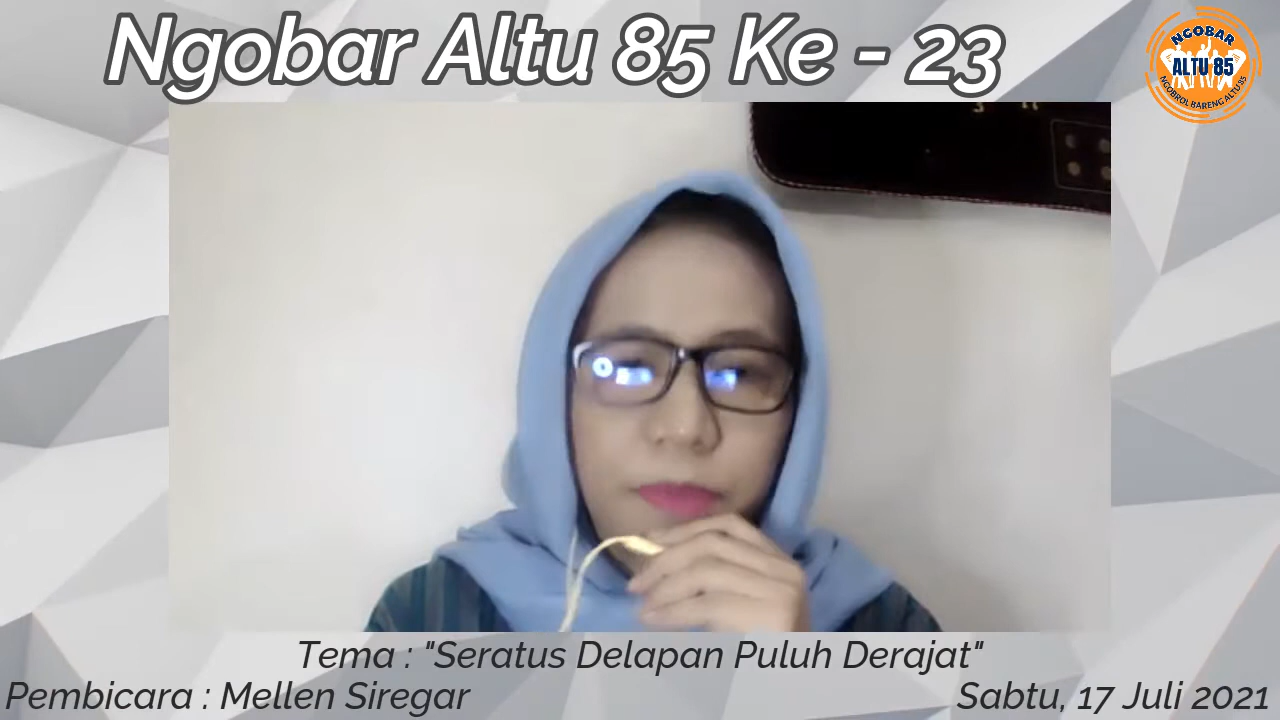 Ngobar Altu 85 Ke - 23
NGOBAR
ALTU 85
NGOBROL BARENG ALTU 85
Tema : "Seratus Delapan Puluh Derajat"
Pembicara : Mellen Siregar
Sabtu, 17 Juli 2021